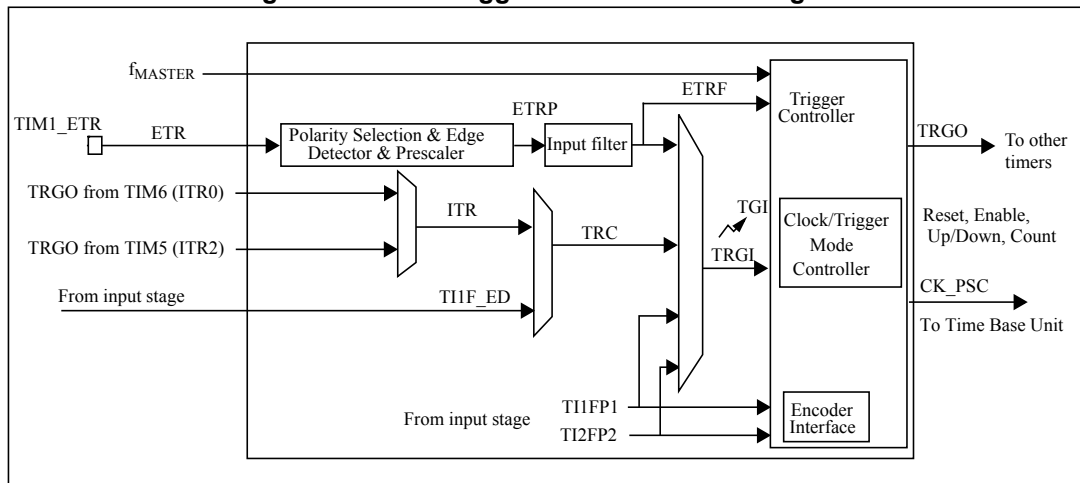 fMASTER
ETRF
Trigger
Controller
ETRP
TIM1_ETR
ETR
Polarity Selection & Edge
Detector & Prescaler
Input filter
TRGO
To other
timers
TRGO from TIM6 (ITR0)
ITR
TGI
Clock/Trigger
Mode
Controller
Reset, Enable,
Up/Down, Count
TRC
TRGO from TIM5 (ITR2)
TRGI
From input stage
TI1F_ED
CK_PSC
To Time Base Unit
From input stage
TI1FP1
TI2FP2
Encoder
Interface